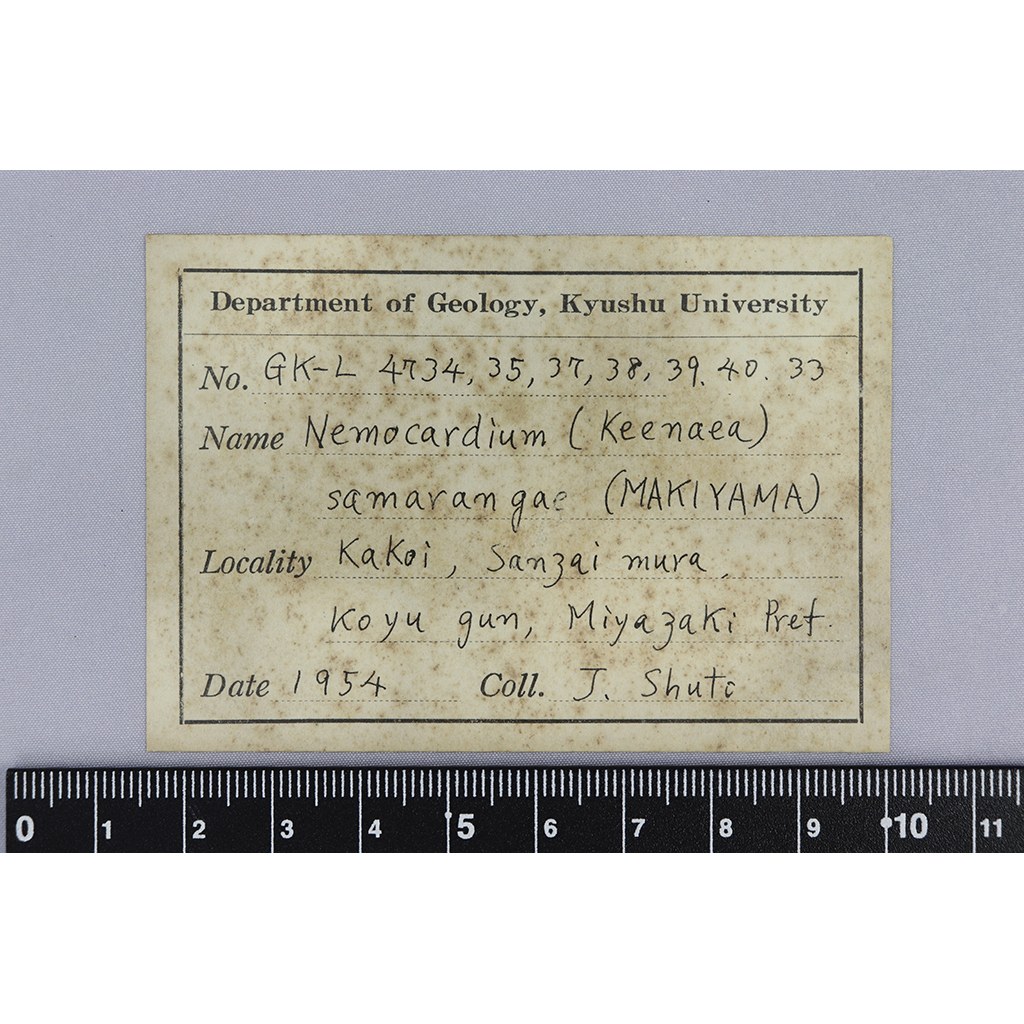 Department of Geology, Kyushu University
No. GK-L 4734, 35, 37, 38, 39. 40. 33
Name Nemocardium (Keenaea)
samarangae (MAKIYAMA)
Locality Kakoi, Sanzai mura,
Koyu gun, Miyazaki Pref.
Date 1954 Coll. J. Shuto
0 1 2 3 4 5 6 7 8 9 10 11